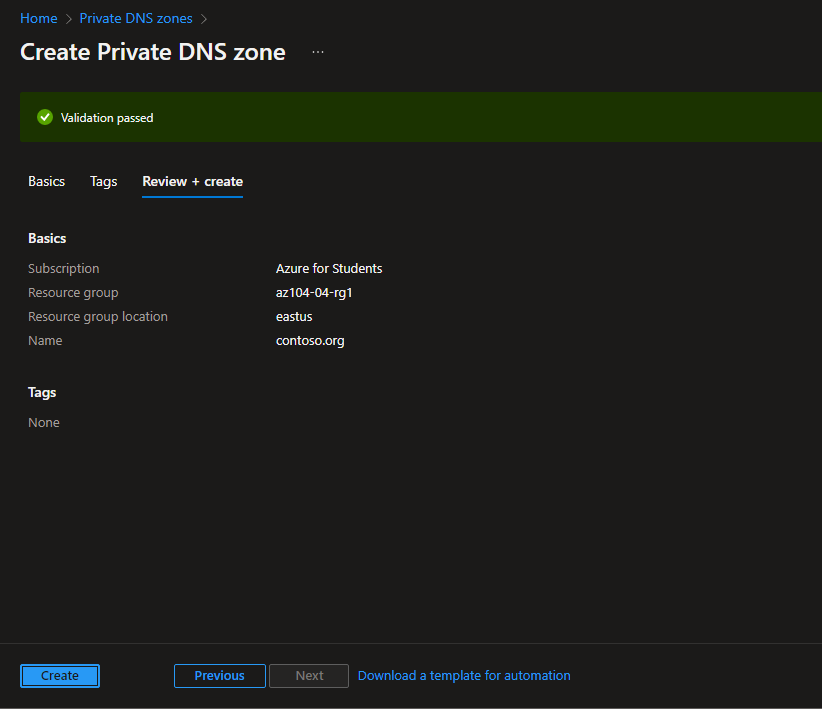 Home > Private DNS zones >
Create Private DNS zone ...
Validation passed
Basics Tags Review + create
Basics
Subscription Azure for Students
Resource group az104-04-rg1
Resource group location eastus
Name contoso.org
Tags
None
Create Previous Next Download a template for automation